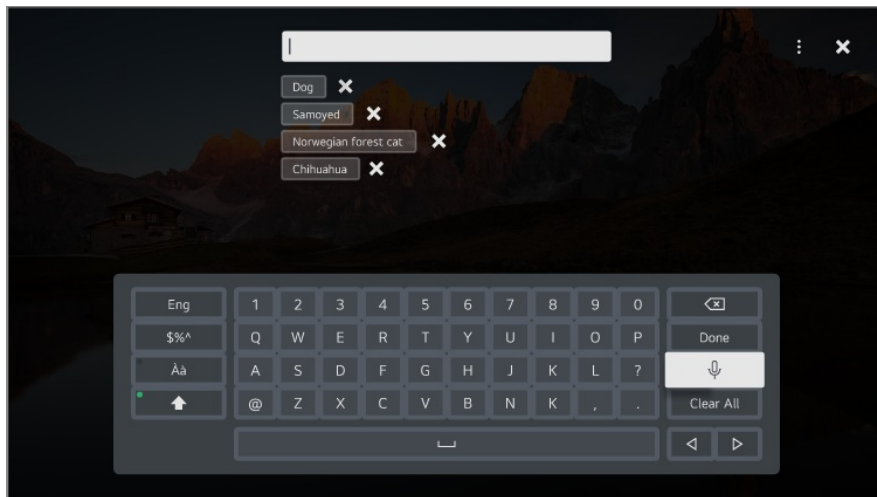 Dog
Samoyed
Norwegian forest cat
Chihuahua
Eng 1 2 3 4 5 6 7 8 9 0
$%^ Q W E R T Y U I O P Done
Àà A S D F G H J K L ?
@ Z X C V B N K , . Clear All